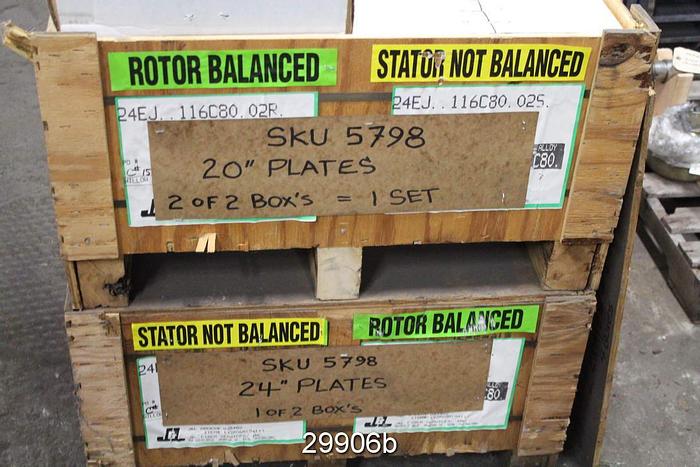 ROTOR BALANCED
STATOR NOT BALANCED
24EJ..116C80.02R.
24EJ..116C80.02S.
SKU 5798
20" PLATES
2 OF 2 BOX'S = 1 SET
ALLOY
C80.
STATOR NOT BALANCED
ROTOR BALANCED
SKU 5798
24" PLATES
1 OF 2 BOX'S
29906b